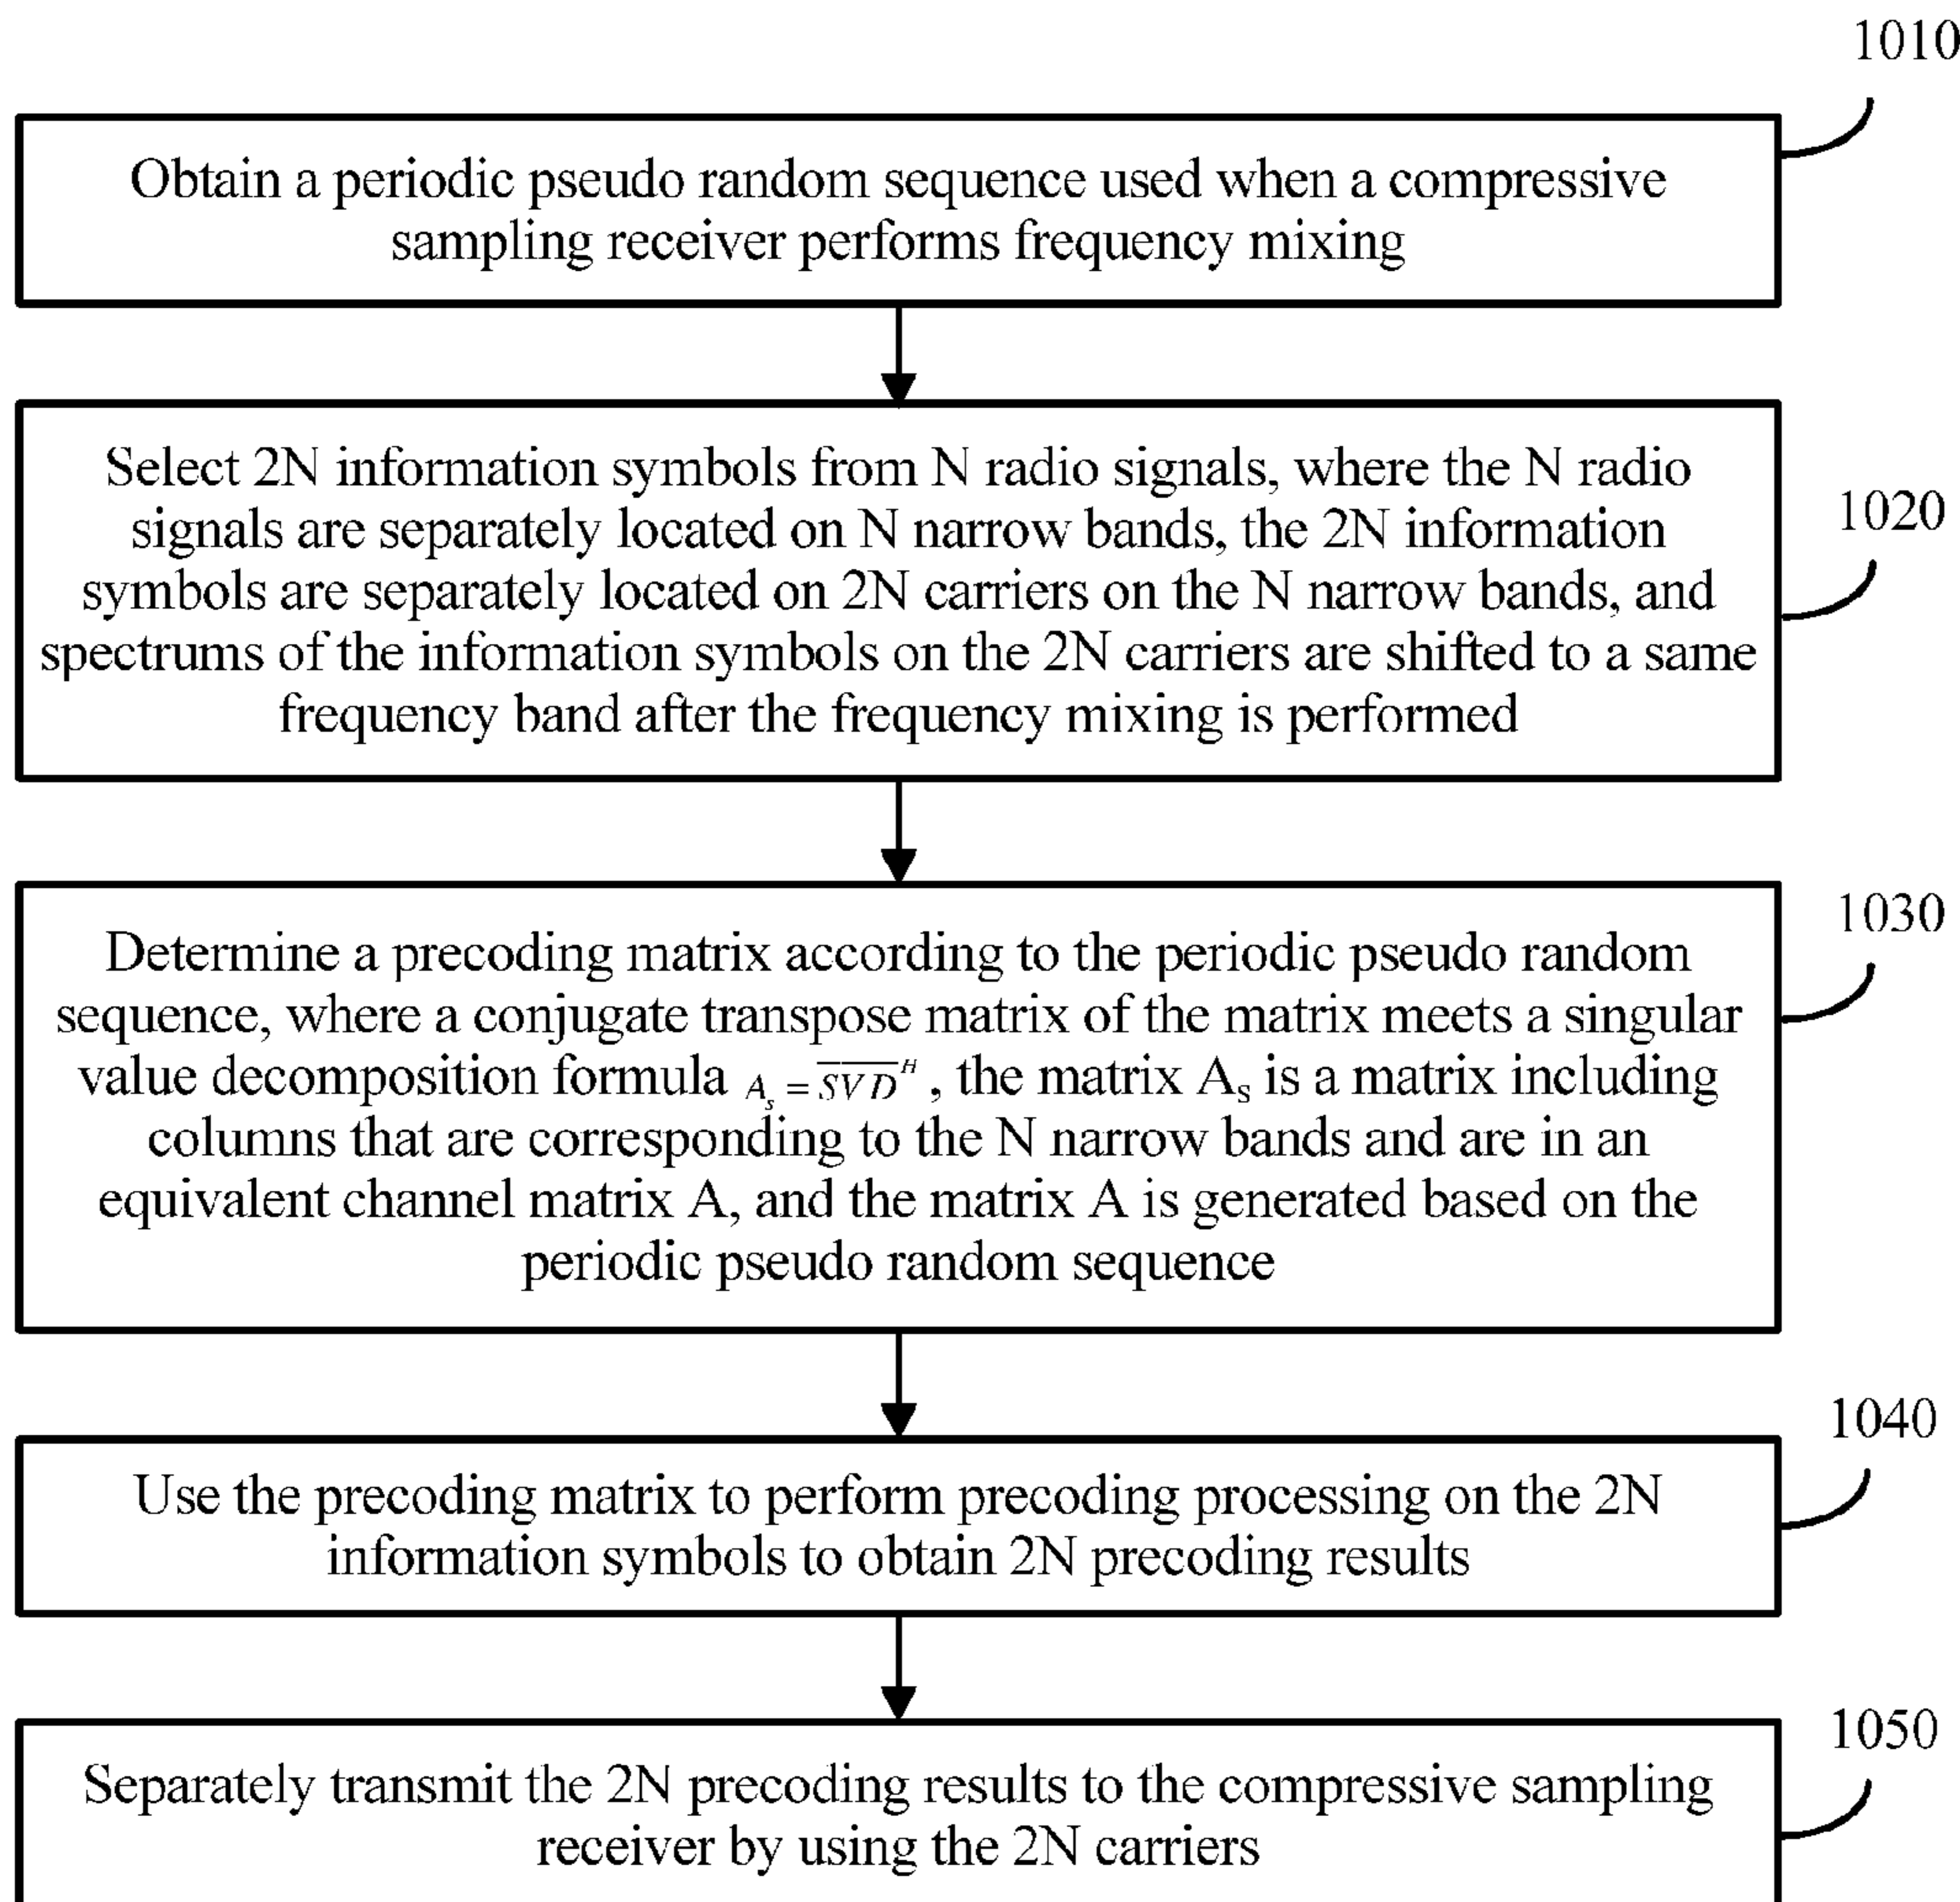 1010
Obtain a periodic pseudo random sequence used when a compressive
sampling receiver performs frequency mixing
Select 2N information symbols from N radio signals, where the N radio
signals are separately located on N narrow bands, the 2N information
symbols are separately located on 2N carriers on the N narrow bands, and
spectrums of the information symbols on the 2N carriers are shifted to a same
frequency band after the frequency mixing is performed
1020
Determine a precoding matrix according to the periodic pseudo random
sequence, where a conjugate transpose matrix of the matrix meets a singular
value decomposition formula A_s = \overline{S}\overline{V}\overline{D}^H, the matrix A_s is a matrix including
columns that are corresponding to the N narrow bands and are in an
equivalent channel matrix A, and the matrix A is generated based on the
periodic pseudo random sequence
1030
Use the precoding matrix to perform precoding processing on the 2N
information symbols to obtain 2N precoding results
1040
Separately transmit the 2N precoding results to the compressive sampling
receiver by using the 2N carriers
1050